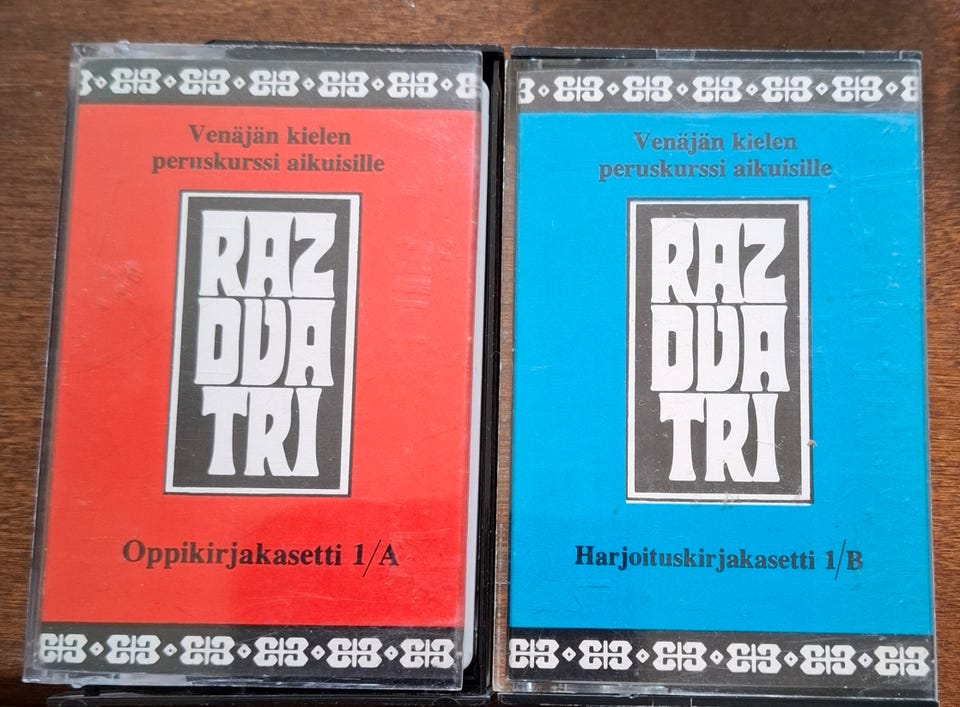 Venäjän kielen
peruskurssi aikuisille
RAZ
DVA
TRI
Oppikirjakasetti 1/A
Venäjän kielen
peruskurssi aikuisille
RAZ
DVA
TRI
Harjoituskirjakasetti 1/B